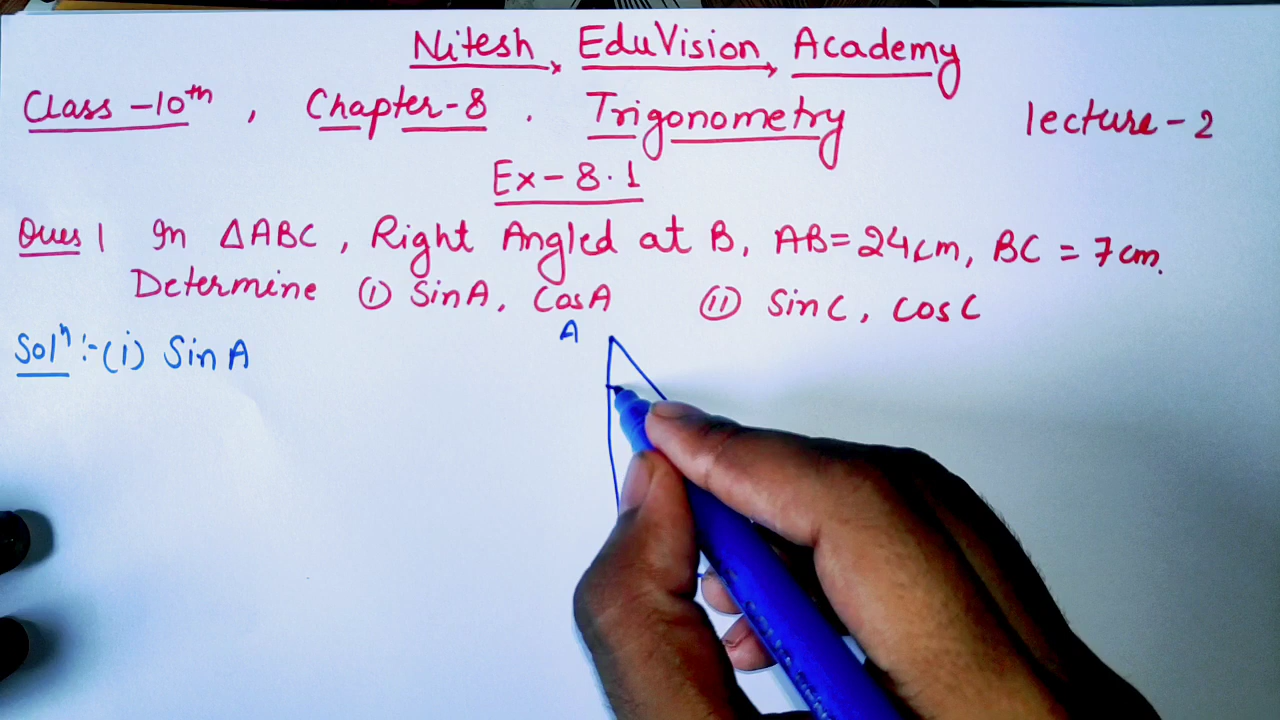 Nitesh EduVision Academy
Class -10th, Chapter-8. Trigonometry lecture-2
Ex-8.1
Ques 1 In ΔABC, Right Angled at B, AB=24cm, BC = 7cm.
Determine (i) SinA, CosA (ii) SinC, CosC
A
Solⁿ:-(i) Sin A